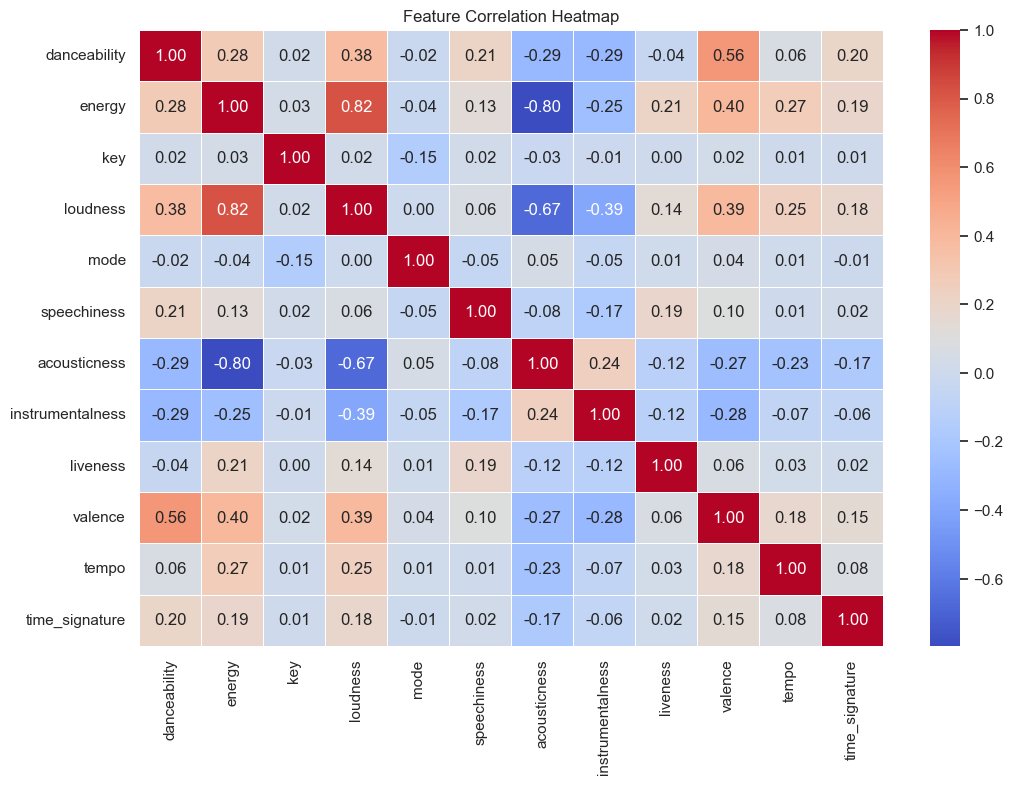 Feature Correlation Heatmap
danceability 1.00 0.28 0.02 0.38 -0.02 0.21 -0.29 -0.29 -0.04 0.56 0.06 0.20
energy 0.28 1.00 0.03 0.82 -0.04 0.13 -0.80 -0.25 0.21 0.40 0.27 0.19
key 0.02 0.03 1.00 0.02 -0.15 0.02 -0.03 -0.01 0.00 0.02 0.01 0.01
loudness 0.38 0.82 0.02 1.00 0.00 0.06 -0.67 -0.39 0.14 0.39 0.25 0.18
mode -0.02 -0.04 -0.15 0.00 1.00 -0.05 0.05 -0.05 0.01 0.04 0.01 -0.01
speechiness 0.21 0.13 0.02 0.06 -0.05 1.00 -0.08 -0.17 0.19 0.10 0.01 0.02
acousticness -0.29 -0.80 -0.03 -0.67 0.05 -0.08 1.00 0.24 -0.12 -0.27 -0.23 -0.17
instrumentalness -0.29 -0.25 -0.01 -0.39 -0.05 -0.17 0.24 1.00 -0.12 -0.28 -0.07 -0.06
liveness -0.04 0.21 0.00 0.14 0.01 0.19 -0.12 -0.12 1.00 0.06 0.03 0.02
valence 0.56 0.40 0.02 0.39 0.04 0.10 -0.27 -0.28 0.06 1.00 0.18 0.15
tempo 0.06 0.27 0.01 0.25 0.01 0.01 -0.23 -0.07 0.03 0.18 1.00 0.08
time_signature 0.20 0.19 0.01 0.18 -0.01 0.02 -0.17 -0.06 0.02 0.15 0.08 1.00
danceability
energy
key
loudness
mode
speechiness
acousticness
instrumentalness
liveness
valence
tempo
time_signature
1.0
0.8
0.6
0.4
0.2
0.0
−0.2
−0.4
−0.6